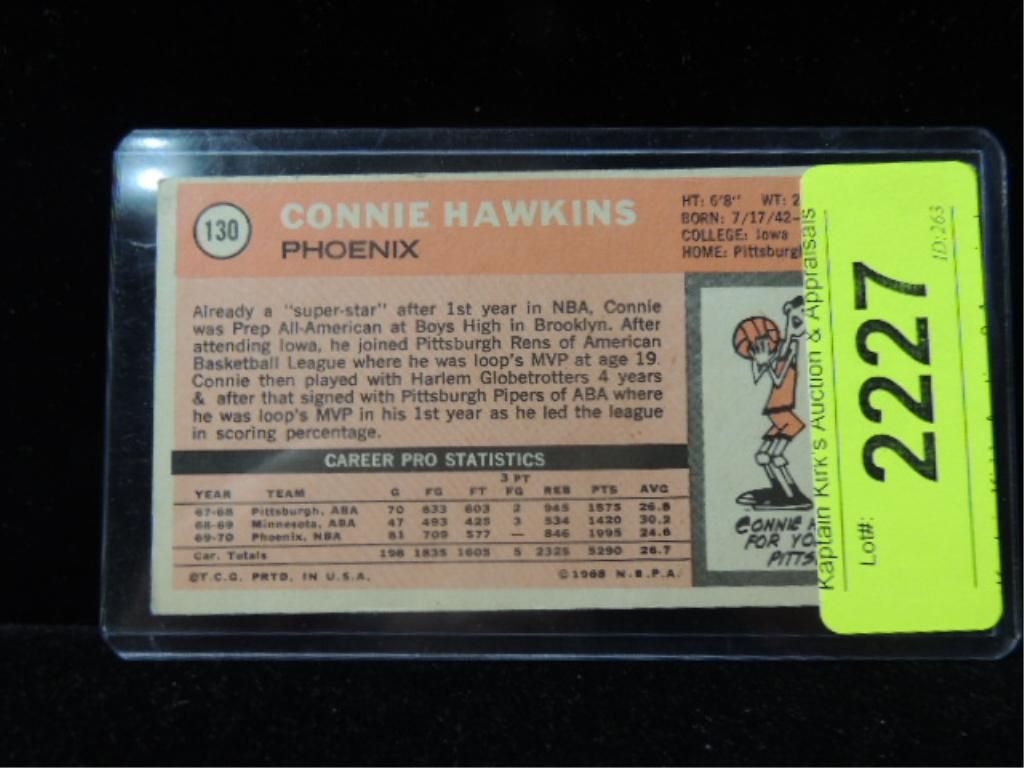 130
CONNIE HAWKINS
PHOENIX
HT: 6'8" WT: 2
BORN: 7/17/42-
COLLEGE: Iowa
HOME: Pittsburgh
Already a "super-star" after 1st year in NBA, Connie
was Prep All-American at Boys High in Brooklyn. After
attending Iowa, he joined Pittsburgh Rens of American
Basketball League where he was loop's MVP at age 19.
Connie then played with Harlem Globetrotters 4 years
& after that signed with Pittsburgh Pipers of ABA where
he was loop's MVP in his 1st year as he led the league
in scoring percentage.
CAREER PRO STATISTICS
YEAR TEAM G FG FT 3 PT FG REB PTS AVG
67-68 Pittsburgh, ABA 70 633 603 2 945 1875 26.8
68-69 Minnesota, ABA 47 493 425 3 534 1420 30.2
69-70 Phoenix, NBA 81 709 577 — 846 1995 24.6
Car. Totals 198 1835 1605 5 2325 5290 26.7
©T.C.G. PRTD. IN U.S.A. ©1968 N.B.P.A.
CONNIE
FOR YO
PITTS
Kaptain Kirk's Auction & Appraisals
Lot#:
2227
ID:263